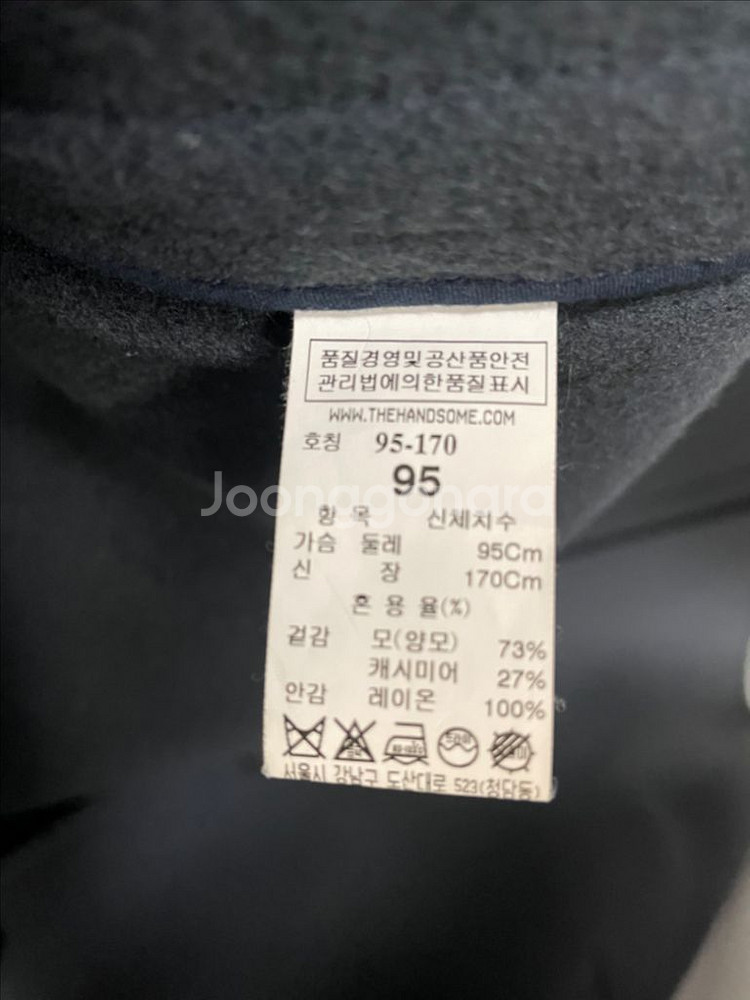 품질경영및공산품안전
관리법에의한품질표시
WWW.THEHANDSOME.COM
호칭 95-170
95
Joonggonara
항 목 신체치수
가슴 둘레 95Cm
신 장 170Cm
혼 용 율(%)
겉감 모(양모) 73%
캐시미어 27%
안감 레이온 100%
드라이
서울시 강남구 도산대로 523(청담동)